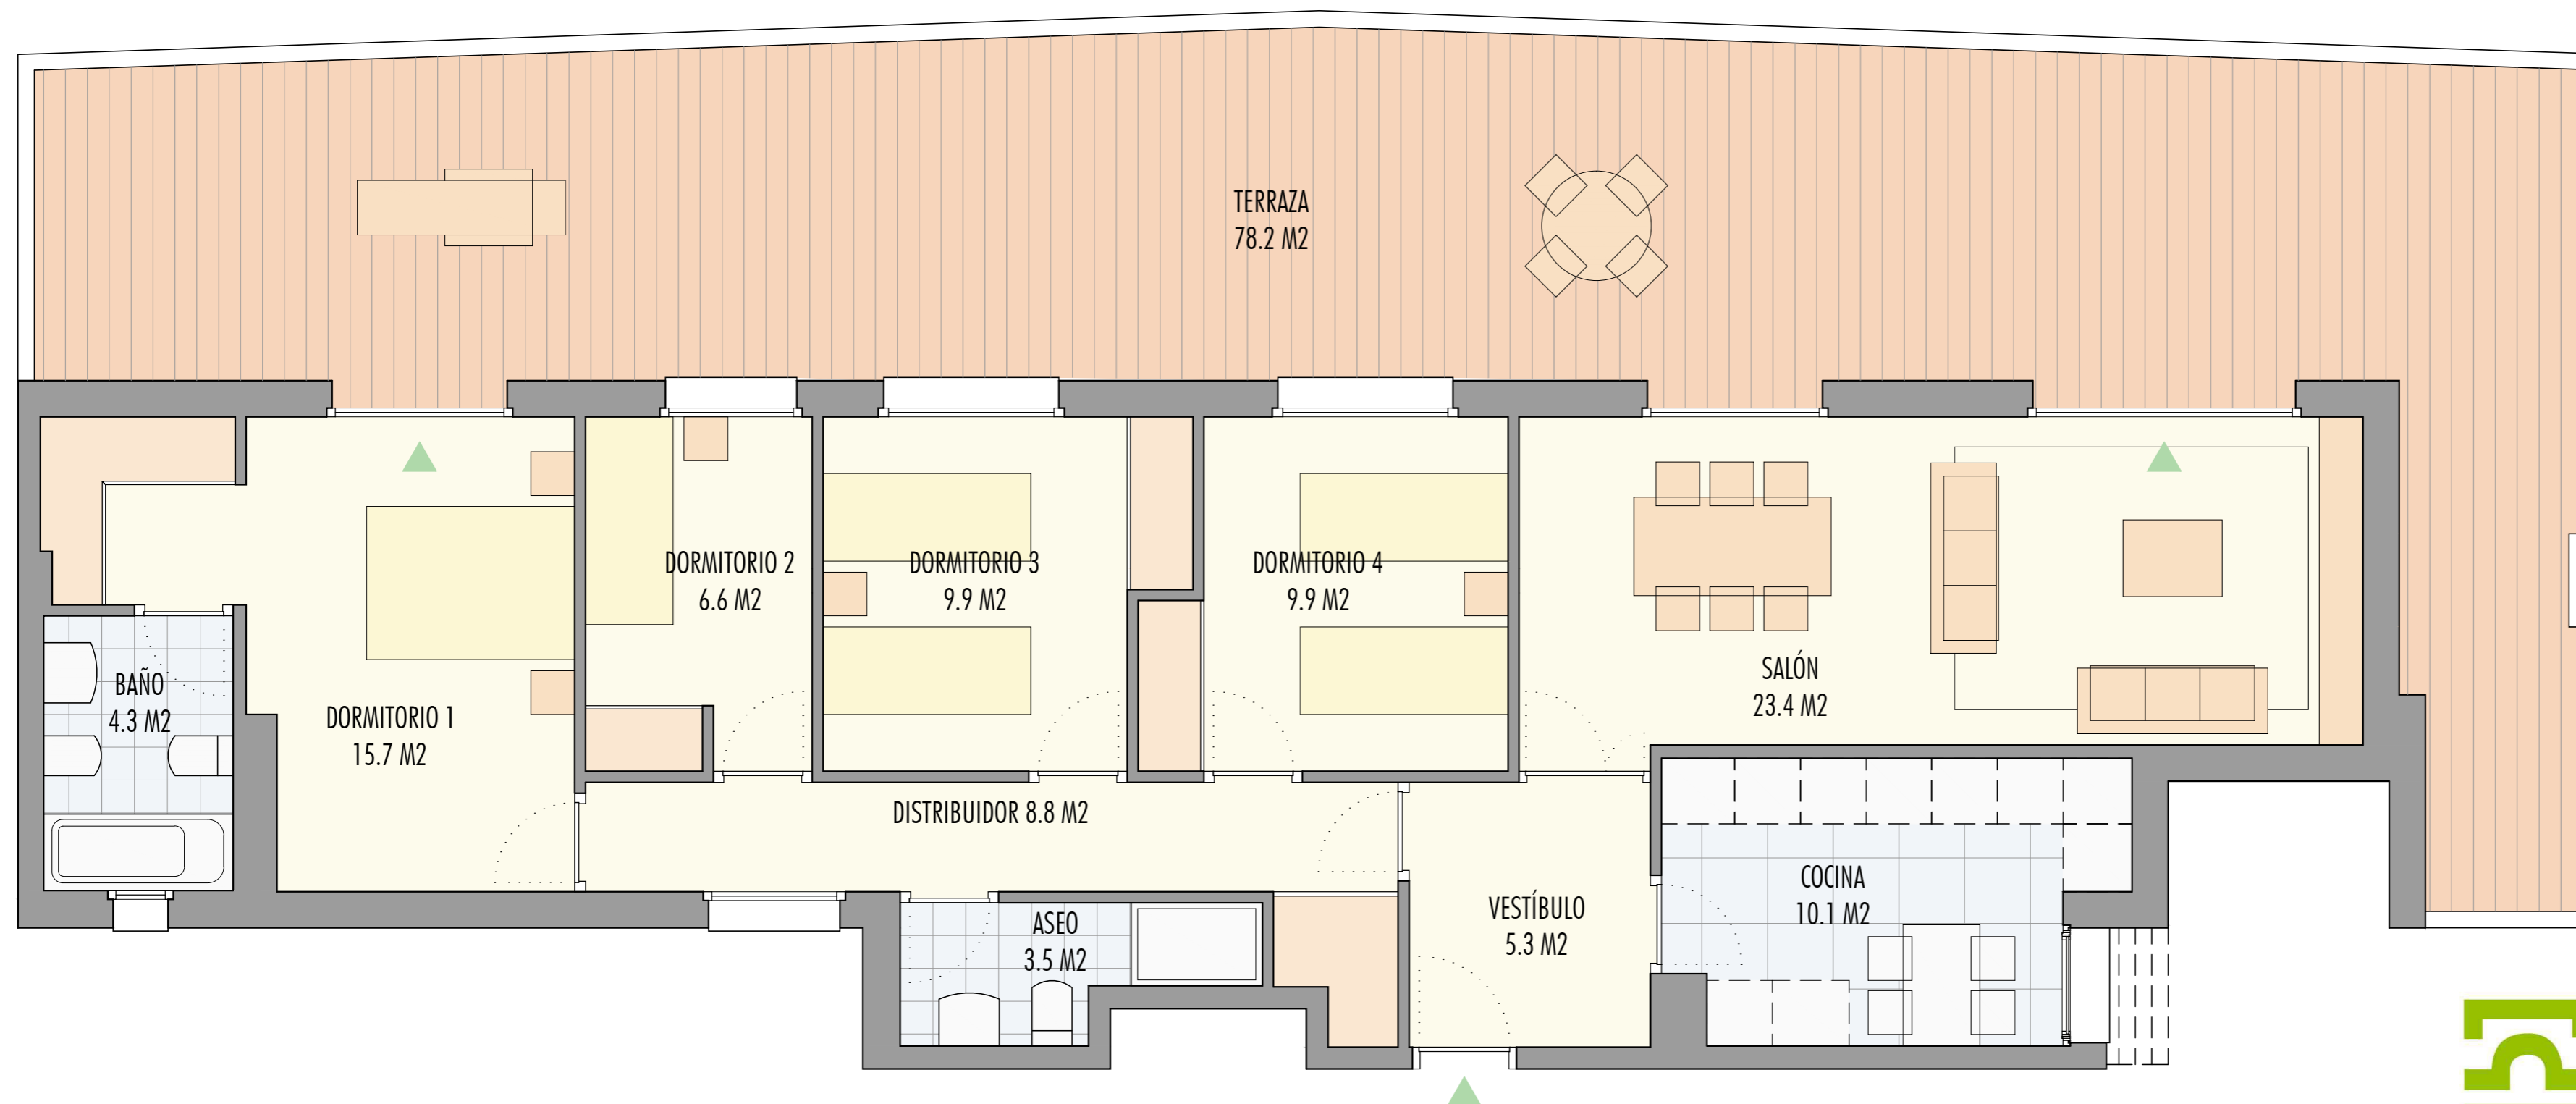 TERRAZA
78.2 M2
DORMITORIO 1
15.7 M2
BAÑO
4.3 M2
DORMITORIO 2
6.6 M2
DORMITORIO 3
9.9 M2
DORMITORIO 4
9.9 M2
SALÓN
23.4 M2
DISTRIBUIDOR 8.8 M2
ASEO
3.5 M2
VESTÍBULO
5.3 M2
COCINA
10.1 M2